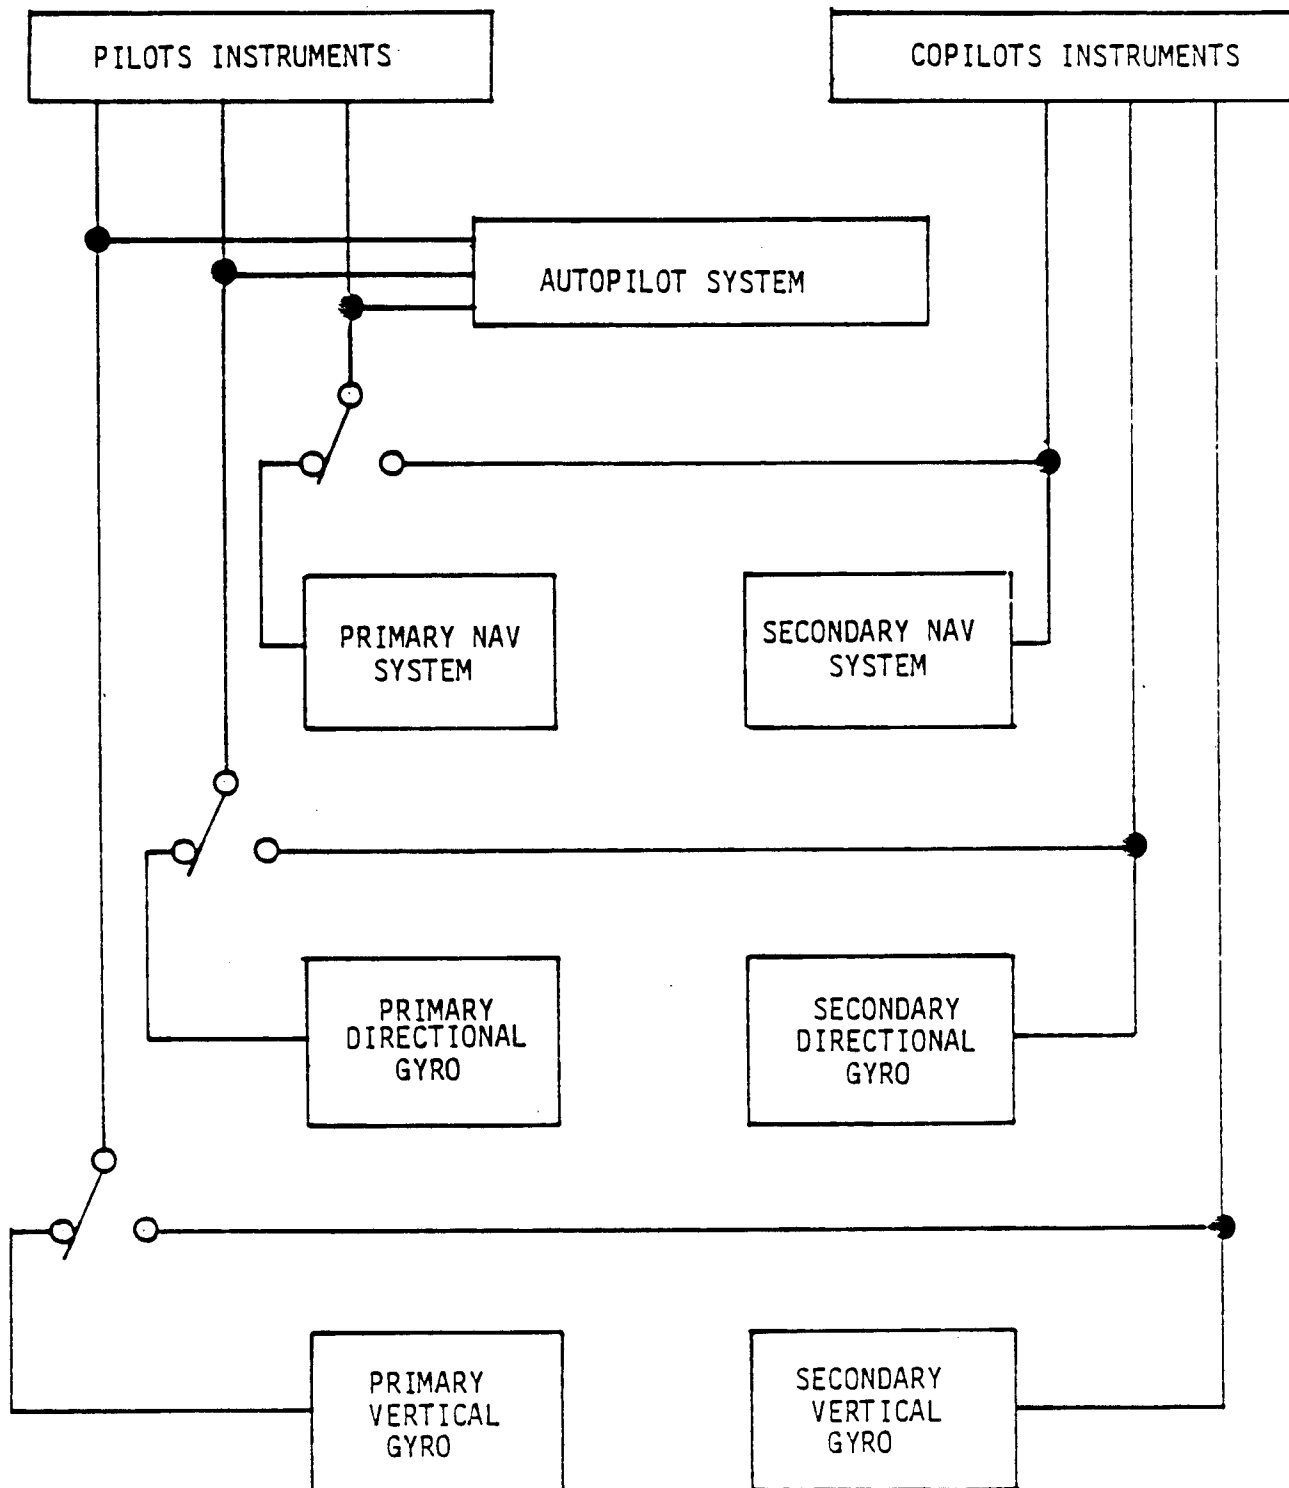 PILOTS INSTRUMENTS
COPILOTS INSTRUMENTS
AUTOPILOT SYSTEM
PRIMARY NAV
SYSTEM
SECONDARY NAV
SYSTEM
PRIMARY
DIRECTIONAL
GYRO
SECONDARY
DIRECTIONAL
GYRO
PRIMARY
VERTICAL
GYRO
SECONDARY
VERTICAL
GYRO